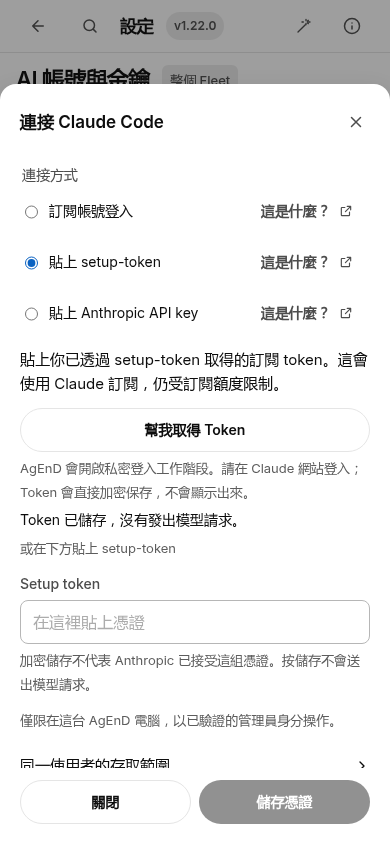 設定 v1.22.0
AI 帳號與金鑰 整個 Fleet
連接 Claude Code
連接方式
訂閱帳號登入 這是什麼？
貼上 setup-token 這是什麼？
貼上 Anthropic API key 這是什麼？
貼上你已透過 setup-token 取得的訂閱 token。這會
使用 Claude 訂閱，仍受訂閱額度限制。
幫我取得 Token
AgEnD 會開啟私密登入工作階段。請在 Claude 網站登入；
Token 會直接加密保存，不會顯示出來。
Token 已儲存，沒有發出模型請求。
或在下方貼上 setup-token
Setup token
在這裡貼上憑證
加密儲存不代表 Anthropic 已接受這組憑證。按儲存不會送
出模型請求。
僅限在這台 AgEnD 電腦，以已驗證的管理員身分操作。
同一使用者的存取範圍
關閉 儲存憑證